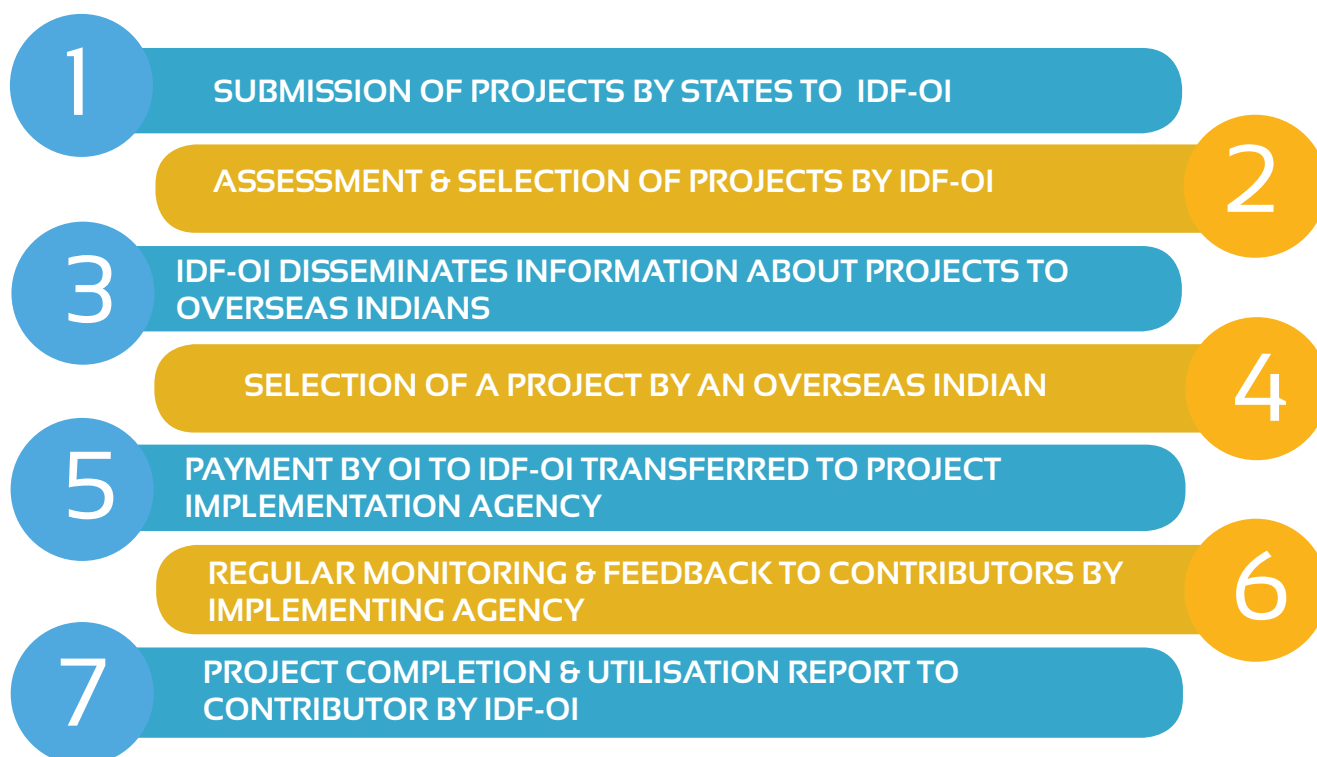 1
SUBMISSION OF PROJECTS BY STATES TO IDF-OI
2
ASSESSMENT & SELECTION OF PROJECTS BY IDF-OI
3
IDF-OI DISSEMINATES INFORMATION ABOUT PROJECTS TO
OVERSEAS INDIANS
4
SELECTION OF A PROJECT BY AN OVERSEAS INDIAN
5
PAYMENT BY OI TO IDF-OI TRANSFERRED TO PROJECT
IMPLEMENTATION AGENCY
6
REGULAR MONITORING & FEEDBACK TO CONTRIBUTORS BY
IMPLEMENTING AGENCY
7
PROJECT COMPLETION & UTILISATION REPORT TO
CONTRIBUTOR BY IDF-OI